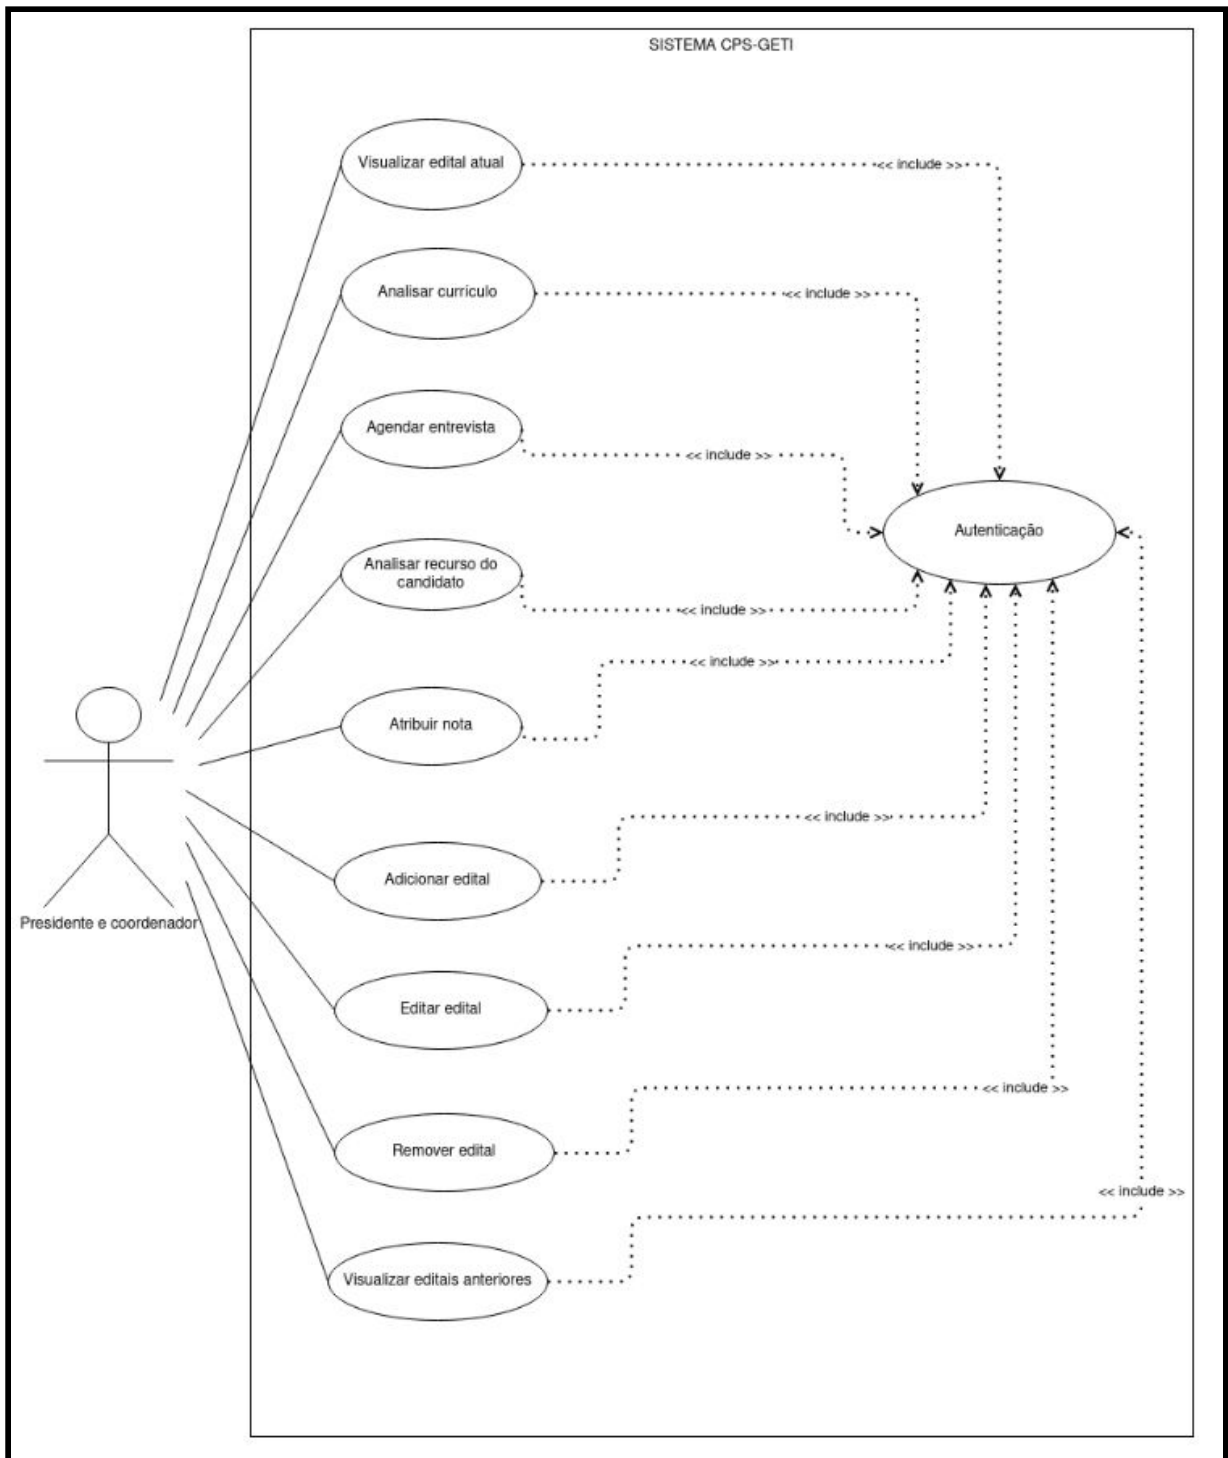 SISTEMA CPS-GETI
Visualizar edital atual
<< include >>
Analisar currículo
<< include >>
Agendar entrevista
<< include >>
Autenticação
Analisar recurso do
candidato
<< include >>
<< include >>
Atribuir nota
<< include >>
Adicionar edital
Presidente e coordenador
<< include >>
Editar edital
<< include >>
Remover edital
<< include >>
Visualizar editais anteriores